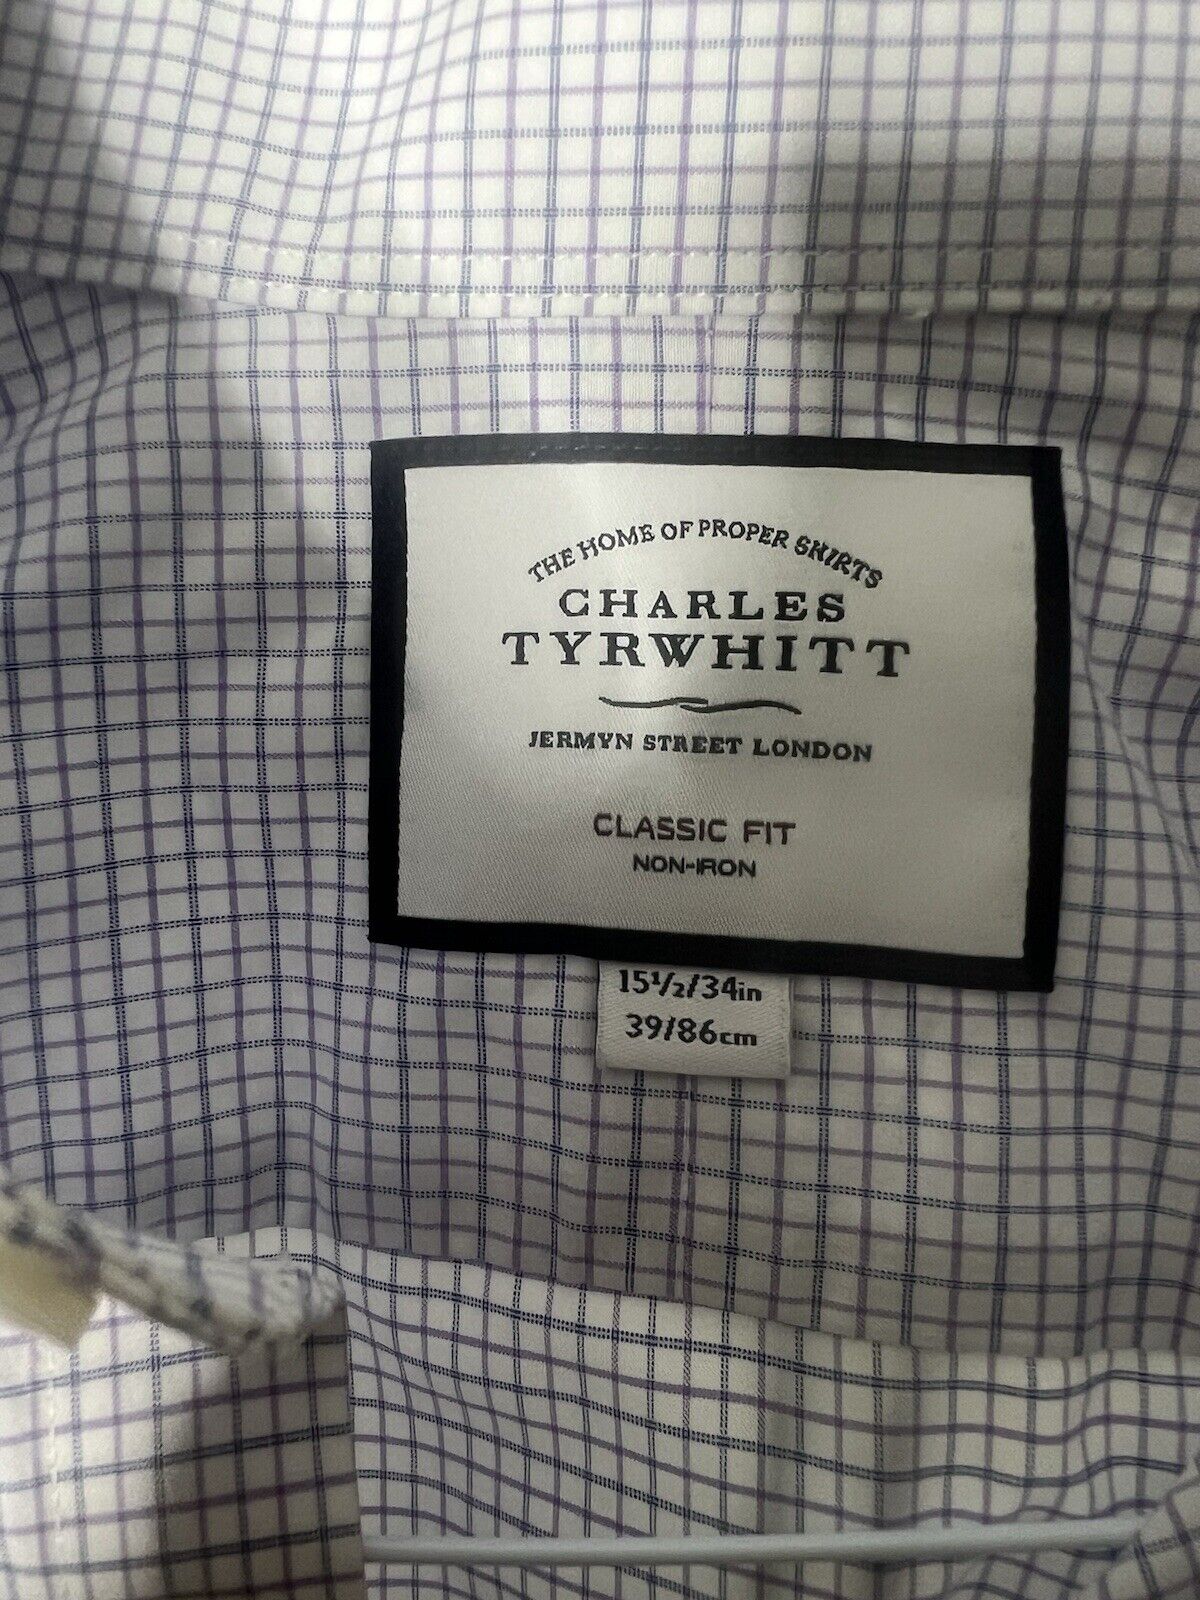 THE HOME OF PROPER SHIRTS
CHARLES
TYRWHITT
JERMYN STREET LONDON
CLASSIC FIT
NON-IRON
15½/34in
39/86cm